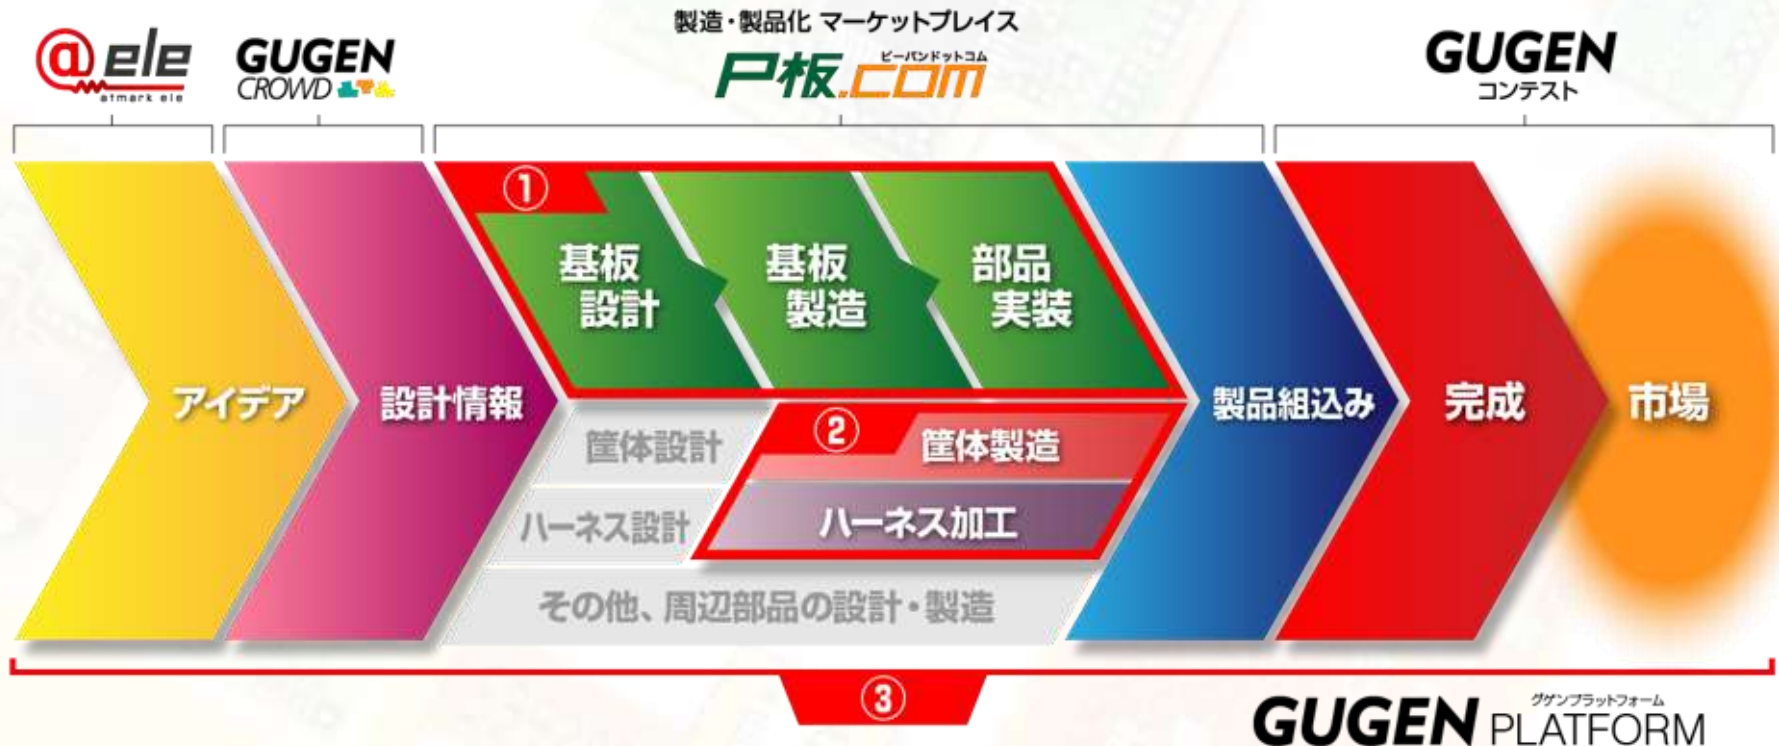 @ele
atmark ele
GUGEN
CROWD
製造・製品化 マーケットプレイス
ピーバンドットコム
P板.com
GUGEN
コンテスト
①
基板
設計
基板
製造
部品
実装
アイデア
設計情報
製品組込み
完成
市場
②
筐体設計
筐体製造
ハーネス設計
ハーネス加工
その他、周辺部品の設計・製造
③
グゲンプラットフォーム
GUGEN PLATFORM